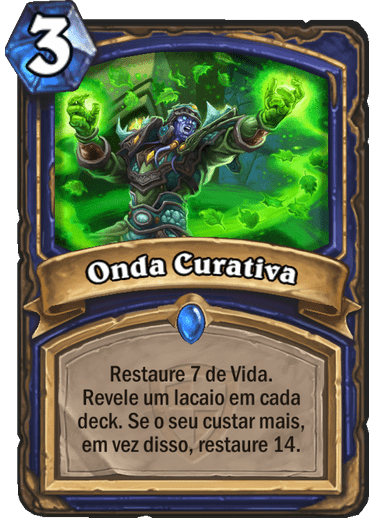 3
Onda Curativa
Restaure 7 de Vida.
Revele um lacaio em cada
deck. Se o seu custar mais,
em vez disso, restaure 14.